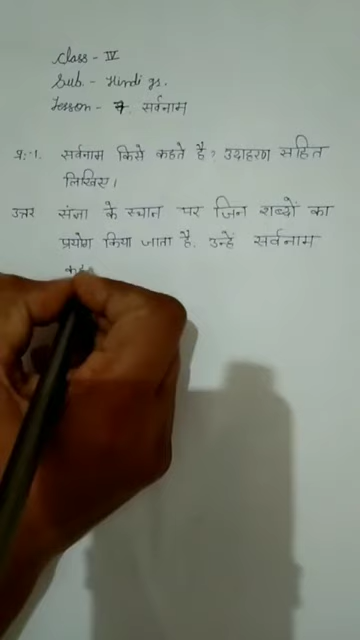 Class - IV
Sub. - Hindi gr.
Lesson - 7. सर्वनाम
प्र:-1. सर्वनाम किसे कहते है? उदाहरण सहित
लिखिए।
उत्तर संज्ञा के स्थान पर जिन शब्दों का
प्रयोग किया जाता है. उन्हें सर्वनाम